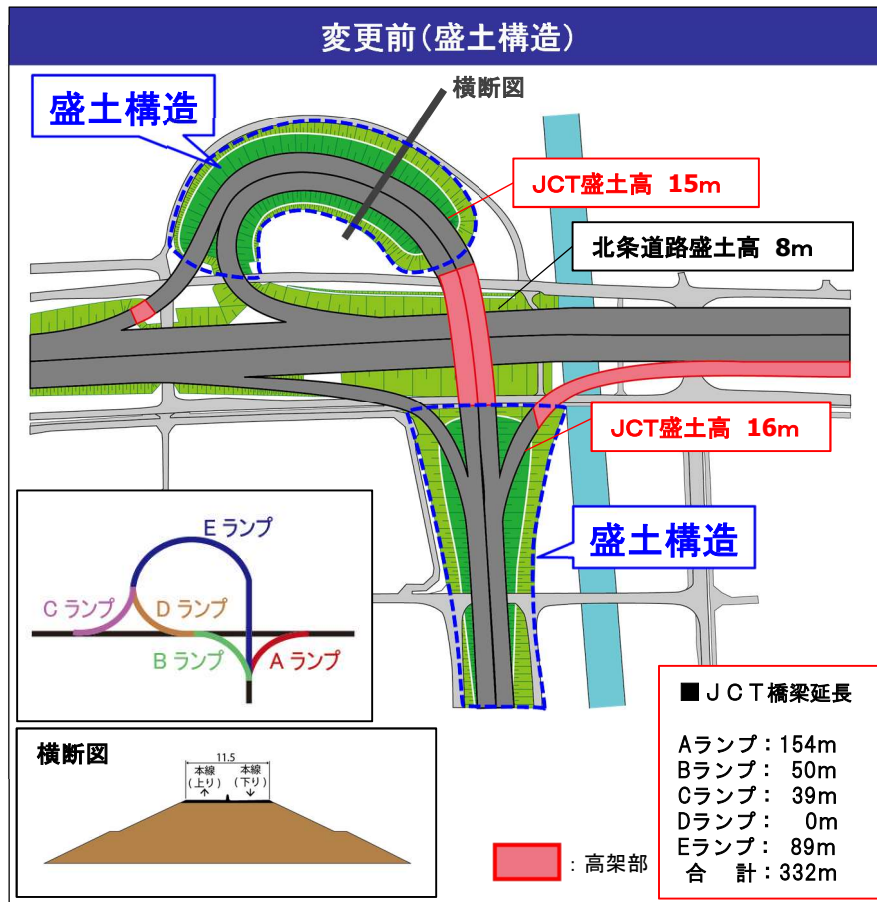 変更前(盛土構造)
横断図
盛土構造
JCT盛土高 15m
北条道路盛土高 8m
JCT盛土高 16m
盛土構造
Eランプ
Cランプ
Dランプ
Bランプ
Aランプ
■JCT橋梁延長
Aランプ:154m
Bランプ: 50m
Cランプ: 39m
Dランプ: 0m
Eランプ: 89m
合 計:332m
横断図
11.5
本線
(上り)
↑
本線
(下り)
↓
:高架部